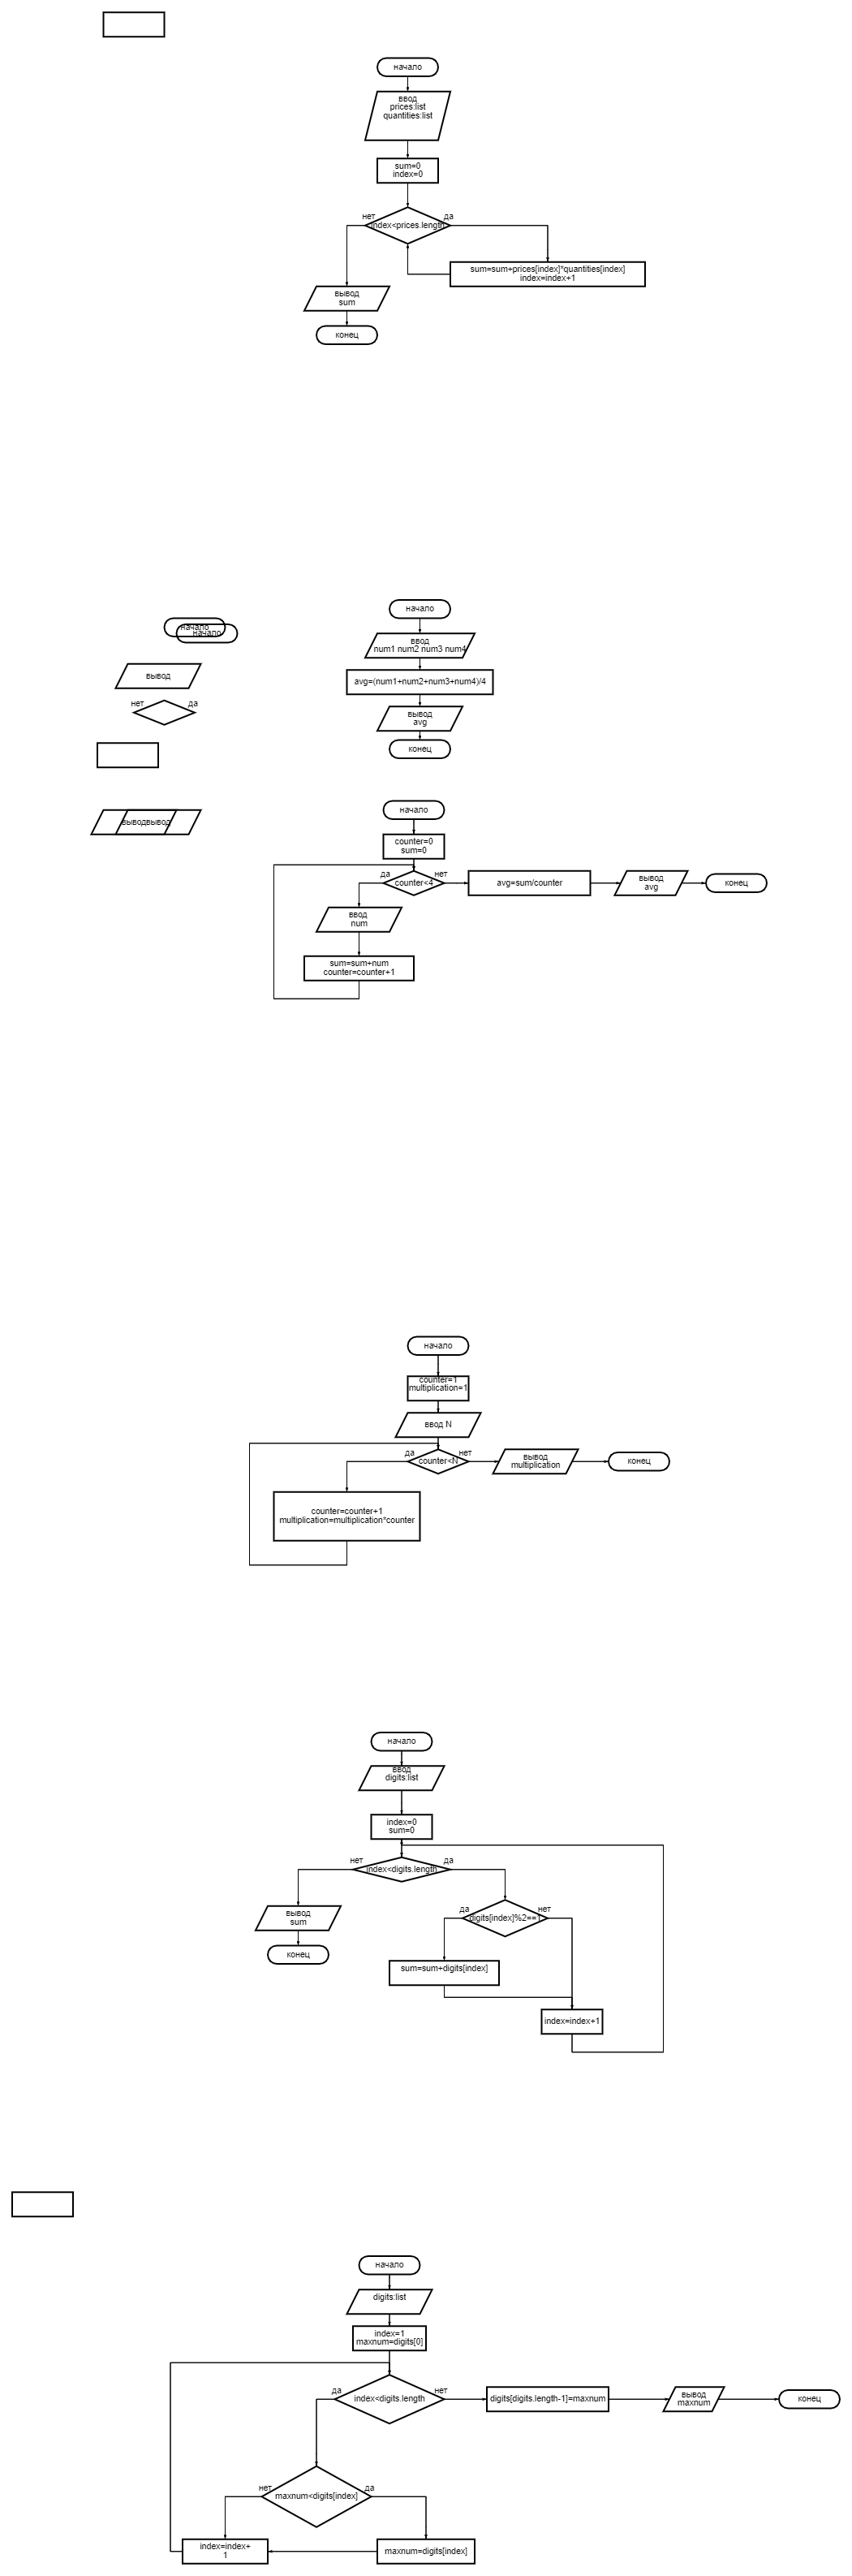 начало
ввод
prices:list
quantities:list
sum=0
index=0
нет
да
index<prices.length
sum=sum+prices[index]*quantities[index]
index=index+1
вывод
sum
конец
начало
начало
вывод
нет
да
выводвывод
начало
ввод
num1 num2 num3 num4
avg=(num1+num2+num3+num4)/4
вывод
avg
конец
начало
counter=0
sum=0
да
нет
counter<4
avg=sum/counter
вывод
avg
конец
ввод
num
sum=sum+num
counter=counter+1
начало
counter=1
multiplication=1
ввод N
да
нет
counter<N
вывод
multiplication
конец
counter=counter+1
multiplication=multiplication*counter
начало
ввод
digits:list
index=0
sum=0
нет
да
index<digits.length
вывод
sum
конец
да
нет
digits[index]%2==1
sum=sum+digits[index]
index=index+1
начало
digits:list
index=1
maxnum=digits[0]
да
нет
index<digits.length
digits[digits.length-1]=maxnum
вывод
maxnum
конец
нет
да
maxnum<digits[index]
index=index+
1
maxnum=digits[index]